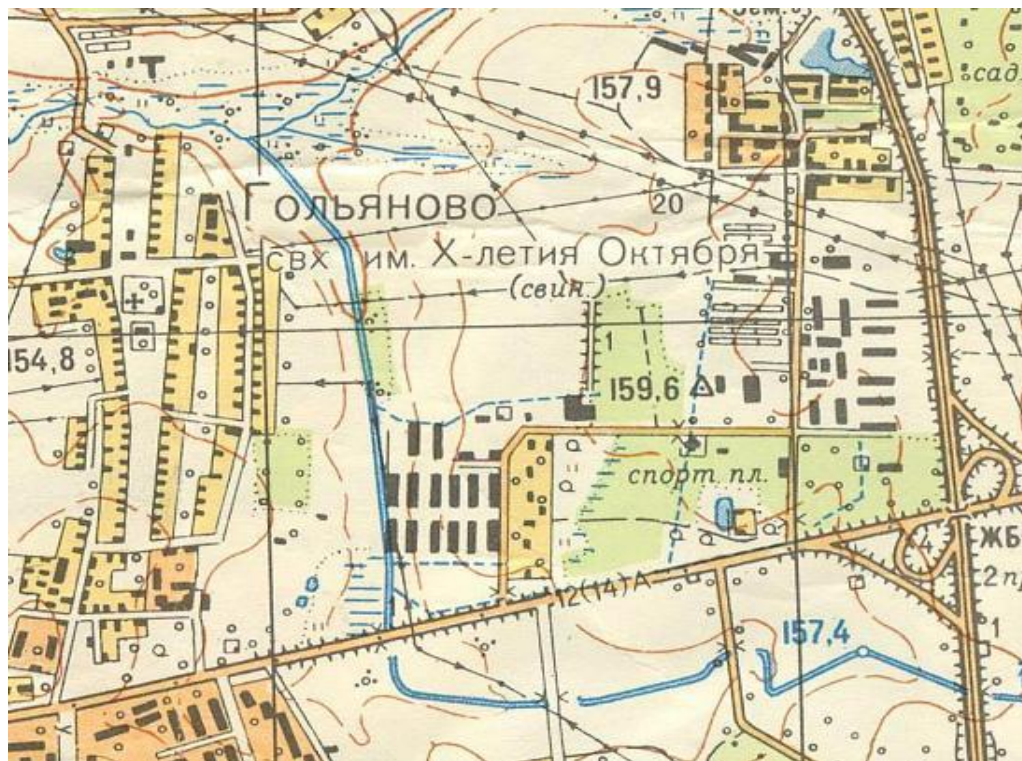 сад.
157,9
Гольяново
20
свх им. X-летия Октября
(свин.)
1
154,8
159,6
спорт. пл.
4
ЖБ
12(14)А
157,4
1